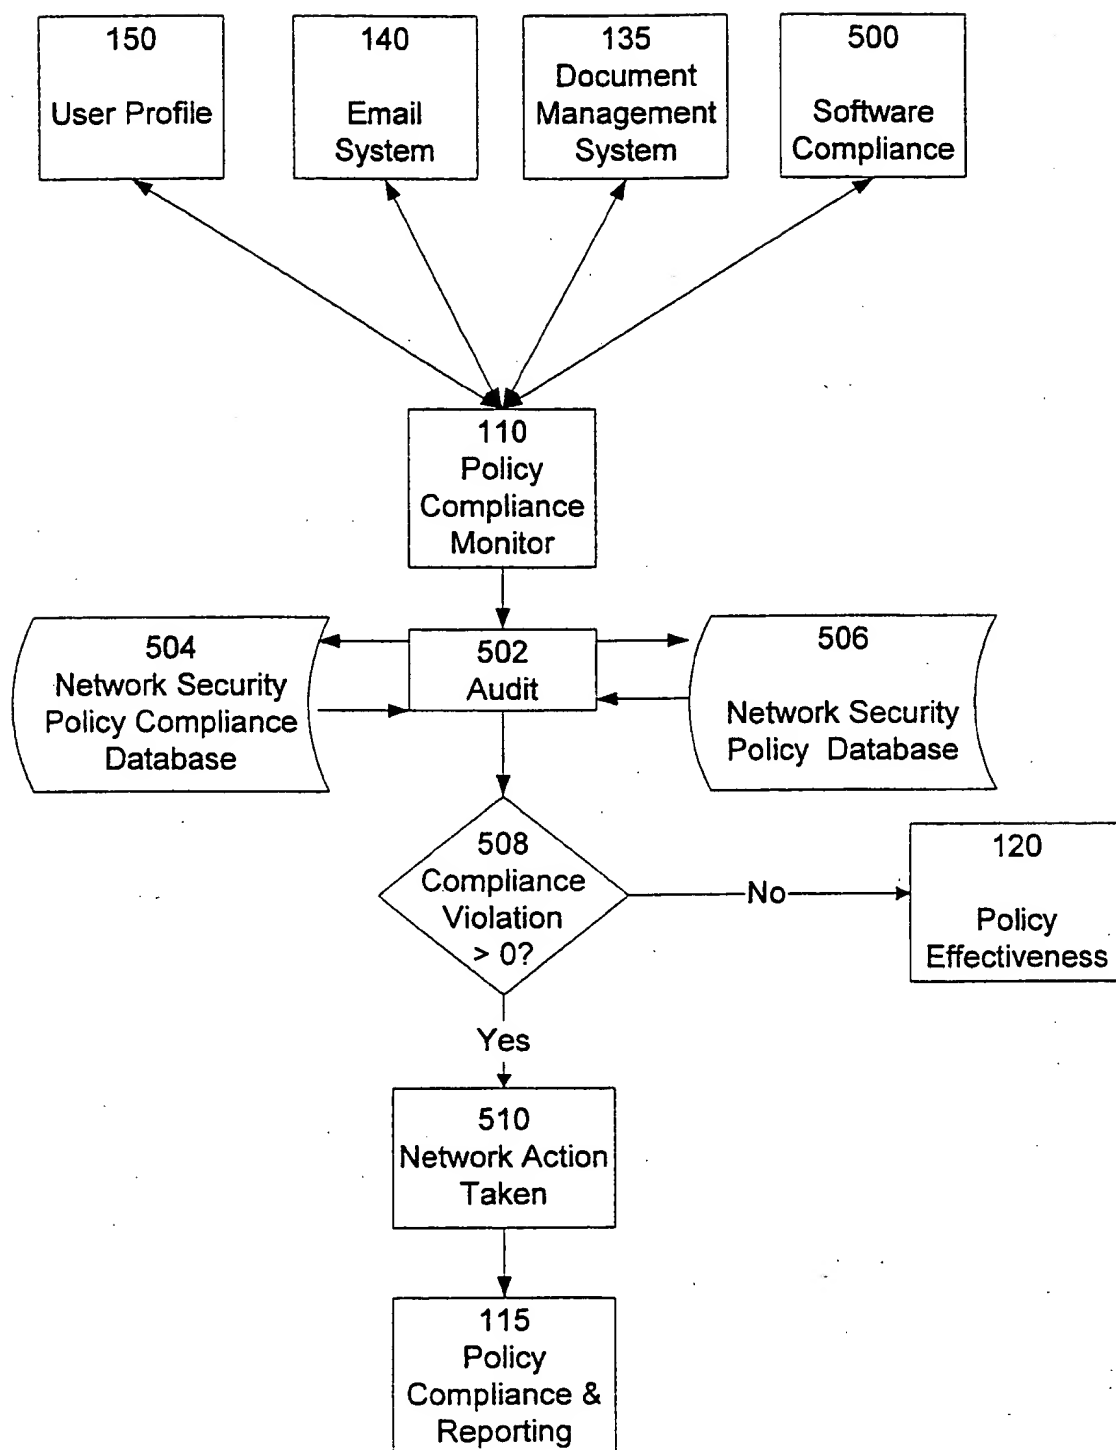 150
User Profile
140
Email
System
135
Document
Management
System
500
Software
Compliance
110
Policy
Compliance
Monitor
504
Network Security
Policy Compliance
Database
502
Audit
506
Network Security
Policy Database
508
Compliance
Violation
> 0?
No
120
Policy
Effectiveness
Yes
510
Network Action
Taken
115
Policy
Compliance &
Reporting